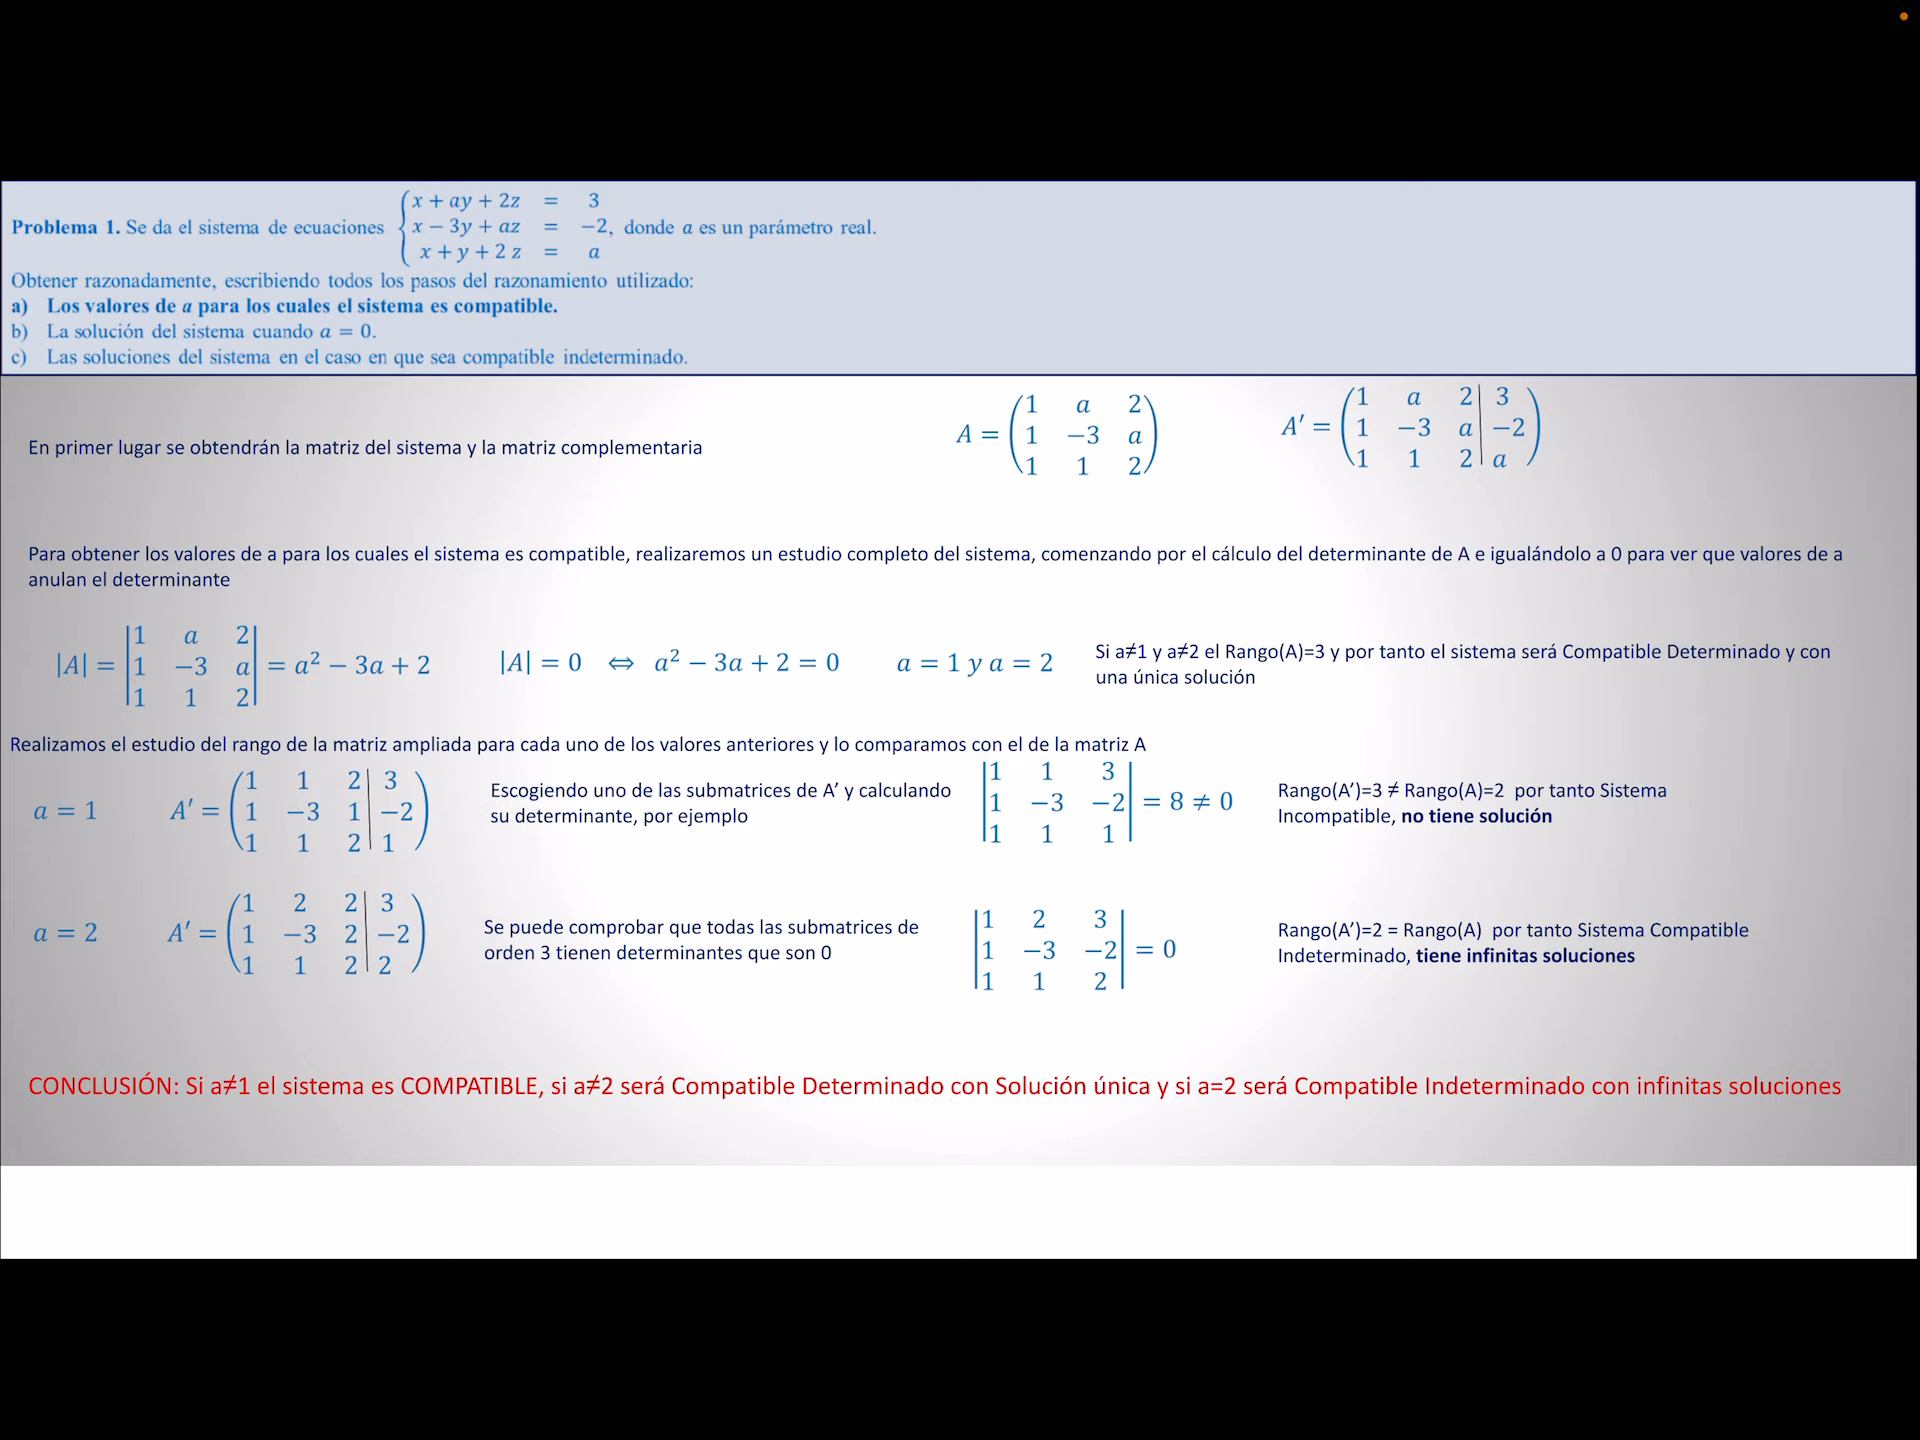 Problema 1. Se da el sistema de ecuaciones { x + ay + 2z = 3
x − 3y + az = −2, donde a es un parámetro real.
x + y + 2 z = a
Obtener razonadamente, escribiendo todos los pasos del razonamiento utilizado:
a) Los valores de a para los cuales el sistema es compatible.
b) La solución del sistema cuando a = 0.
c) Las soluciones del sistema en el caso en que sea compatible indeterminado.
En primer lugar se obtendrán la matriz del sistema y la matriz complementaria
A = (1 a 2
1 −3 a
1 1 2)
A′ = (1 a 2 | 3
1 −3 a | −2
1 1 2 | a)
Para obtener los valores de a para los cuales el sistema es compatible, realizaremos un estudio completo del sistema, comenzando por el cálculo del determinante de A e igualándolo a 0 para ver que valores de a
anulan el determinante
|A| = |1 a 2
1 −3 a
1 1 2| = a² − 3a + 2
|A| = 0 ⇔ a² − 3a + 2 = 0
a = 1 y a = 2
Si a≠1 y a≠2 el Rango(A)=3 y por tanto el sistema será Compatible Determinado y con
una única solución
Realizamos el estudio del rango de la matriz ampliada para cada uno de los valores anteriores y lo comparamos con el de la matriz A
a = 1
A′ = (1 1 2 | 3
1 −3 1 | −2
1 1 2 | 1)
Escogiendo uno de las submatrices de A’ y calculando
su determinante, por ejemplo
|1 1 3
1 −3 −2
1 1 1| = 8 ≠ 0
Rango(A’)=3 ≠ Rango(A)=2 por tanto Sistema
Incompatible, no tiene solución
a = 2
A′ = (1 2 2 | 3
1 −3 2 | −2
1 1 2 | 2)
Se puede comprobar que todas las submatrices de
orden 3 tienen determinantes que son 0
|1 2 3
1 −3 −2
1 1 2| = 0
Rango(A’)=2 = Rango(A) por tanto Sistema Compatible
Indeterminado, tiene infinitas soluciones
CONCLUSIÓN: Si a≠1 el sistema es COMPATIBLE, si a≠2 será Compatible Determinado con Solución única y si a=2 será Compatible Indeterminado con infinitas soluciones